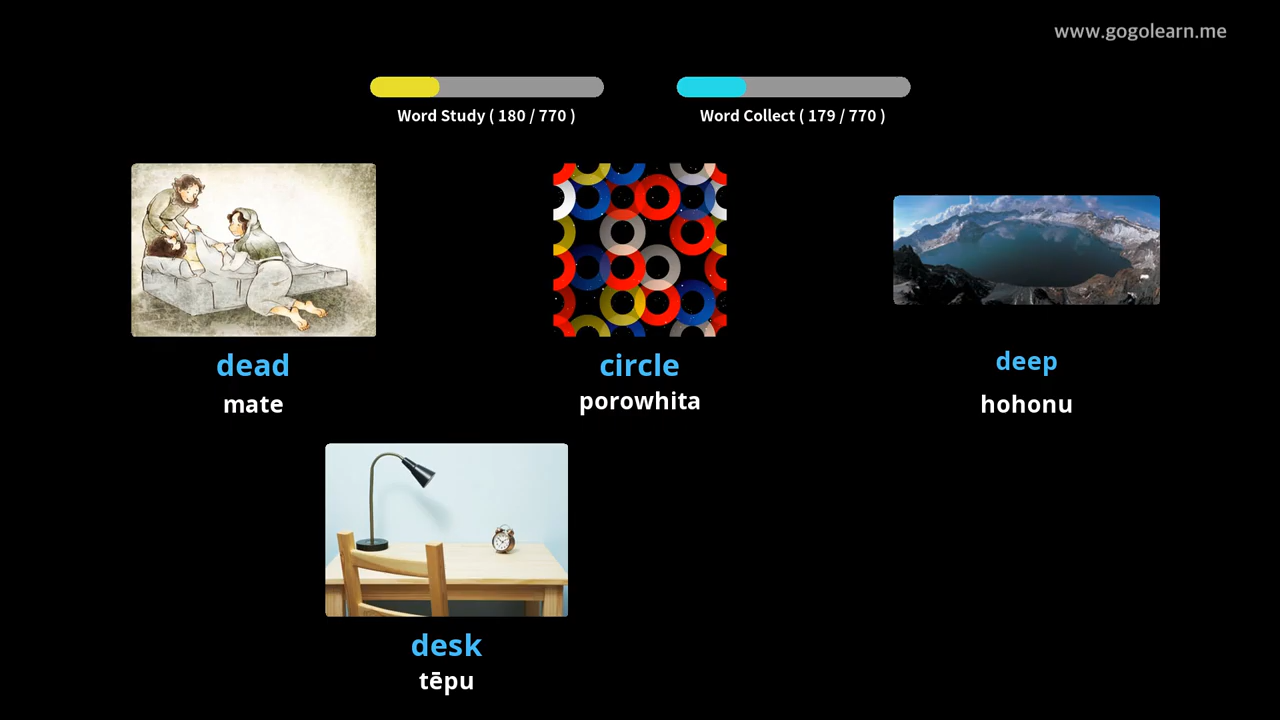 www.gogolearn.me
Word Study ( 180 / 770 )
Word Collect ( 179 / 770 )
dead
mate
circle
porowhita
deep
hohonu
desk
tēpu